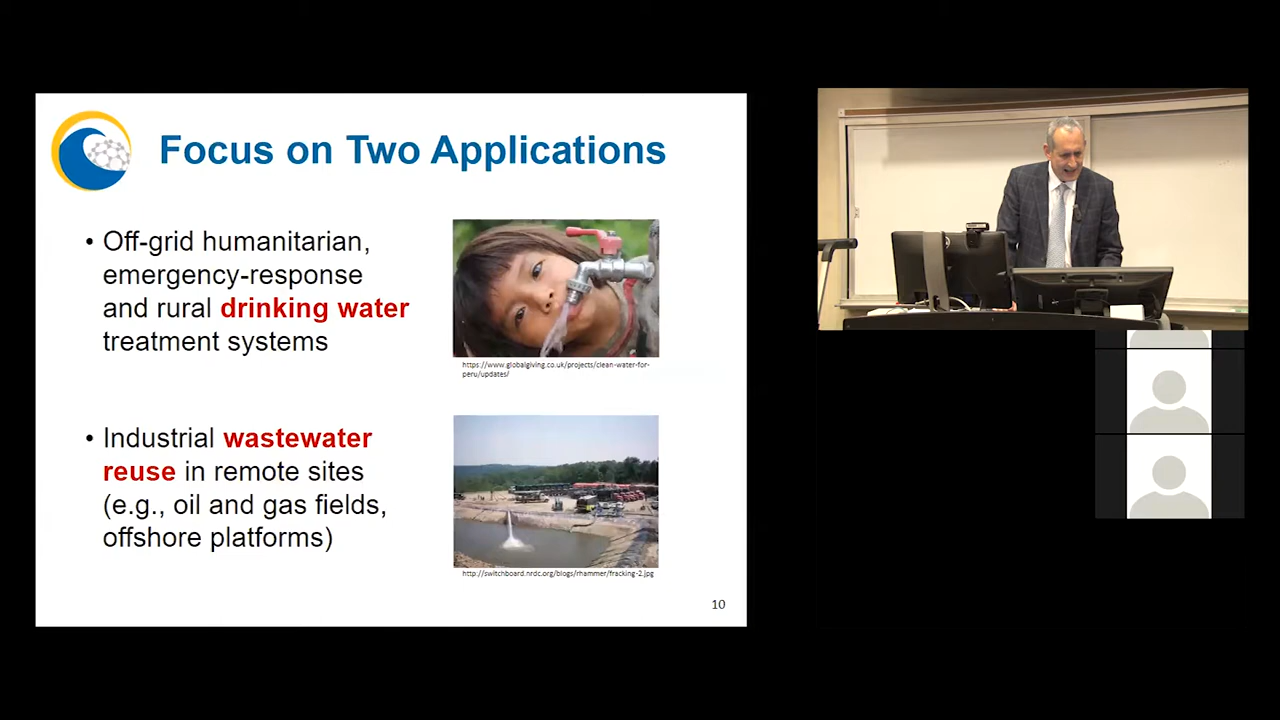 Focus on Two Applications
• Off-grid humanitarian,
emergency-response
and rural drinking water
treatment systems
https://www.globalgiving.co.uk/projects/clean-water-for-
peru/updates/
• Industrial wastewater
reuse in remote sites
(e.g., oil and gas fields,
offshore platforms)
http://switchboard.nrdc.org/blogs/rhammer/fracking-2.jpg
10